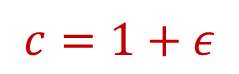 c = 1 + ϵ